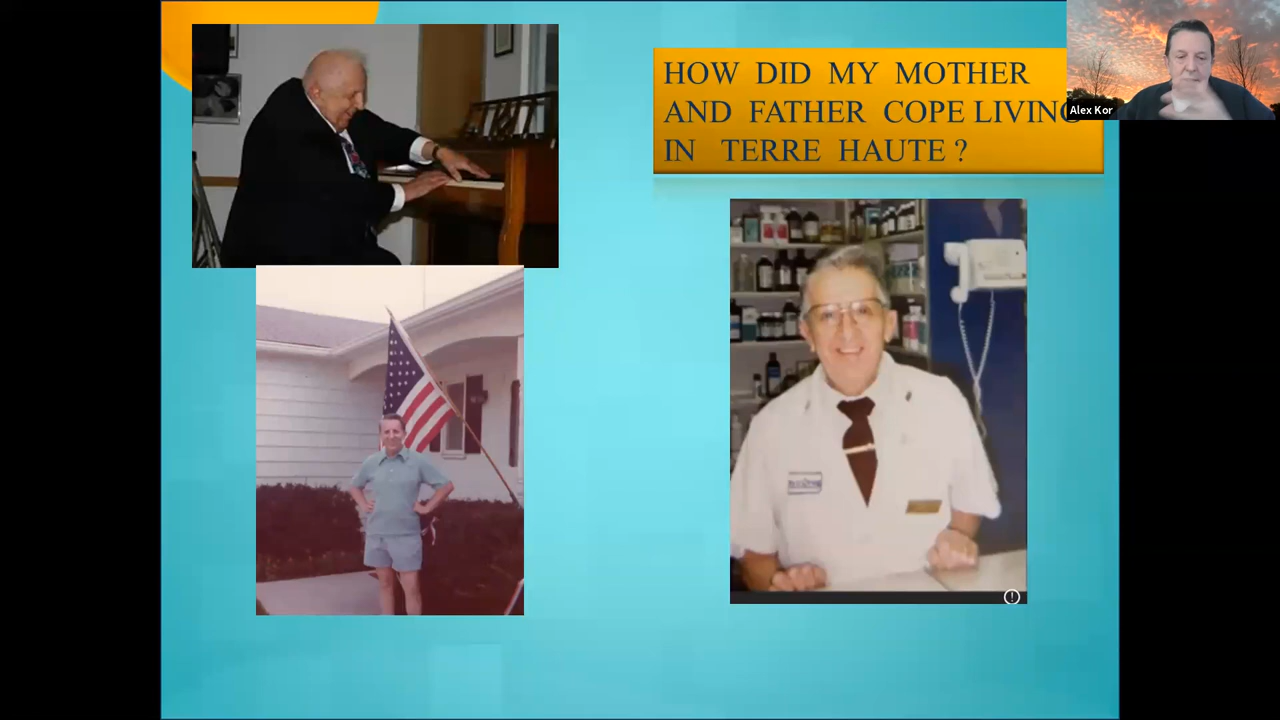 HOW DID MY MOTHER
AND FATHER COPE LIVING
IN TERRE HAUTE ?
Alex Kor